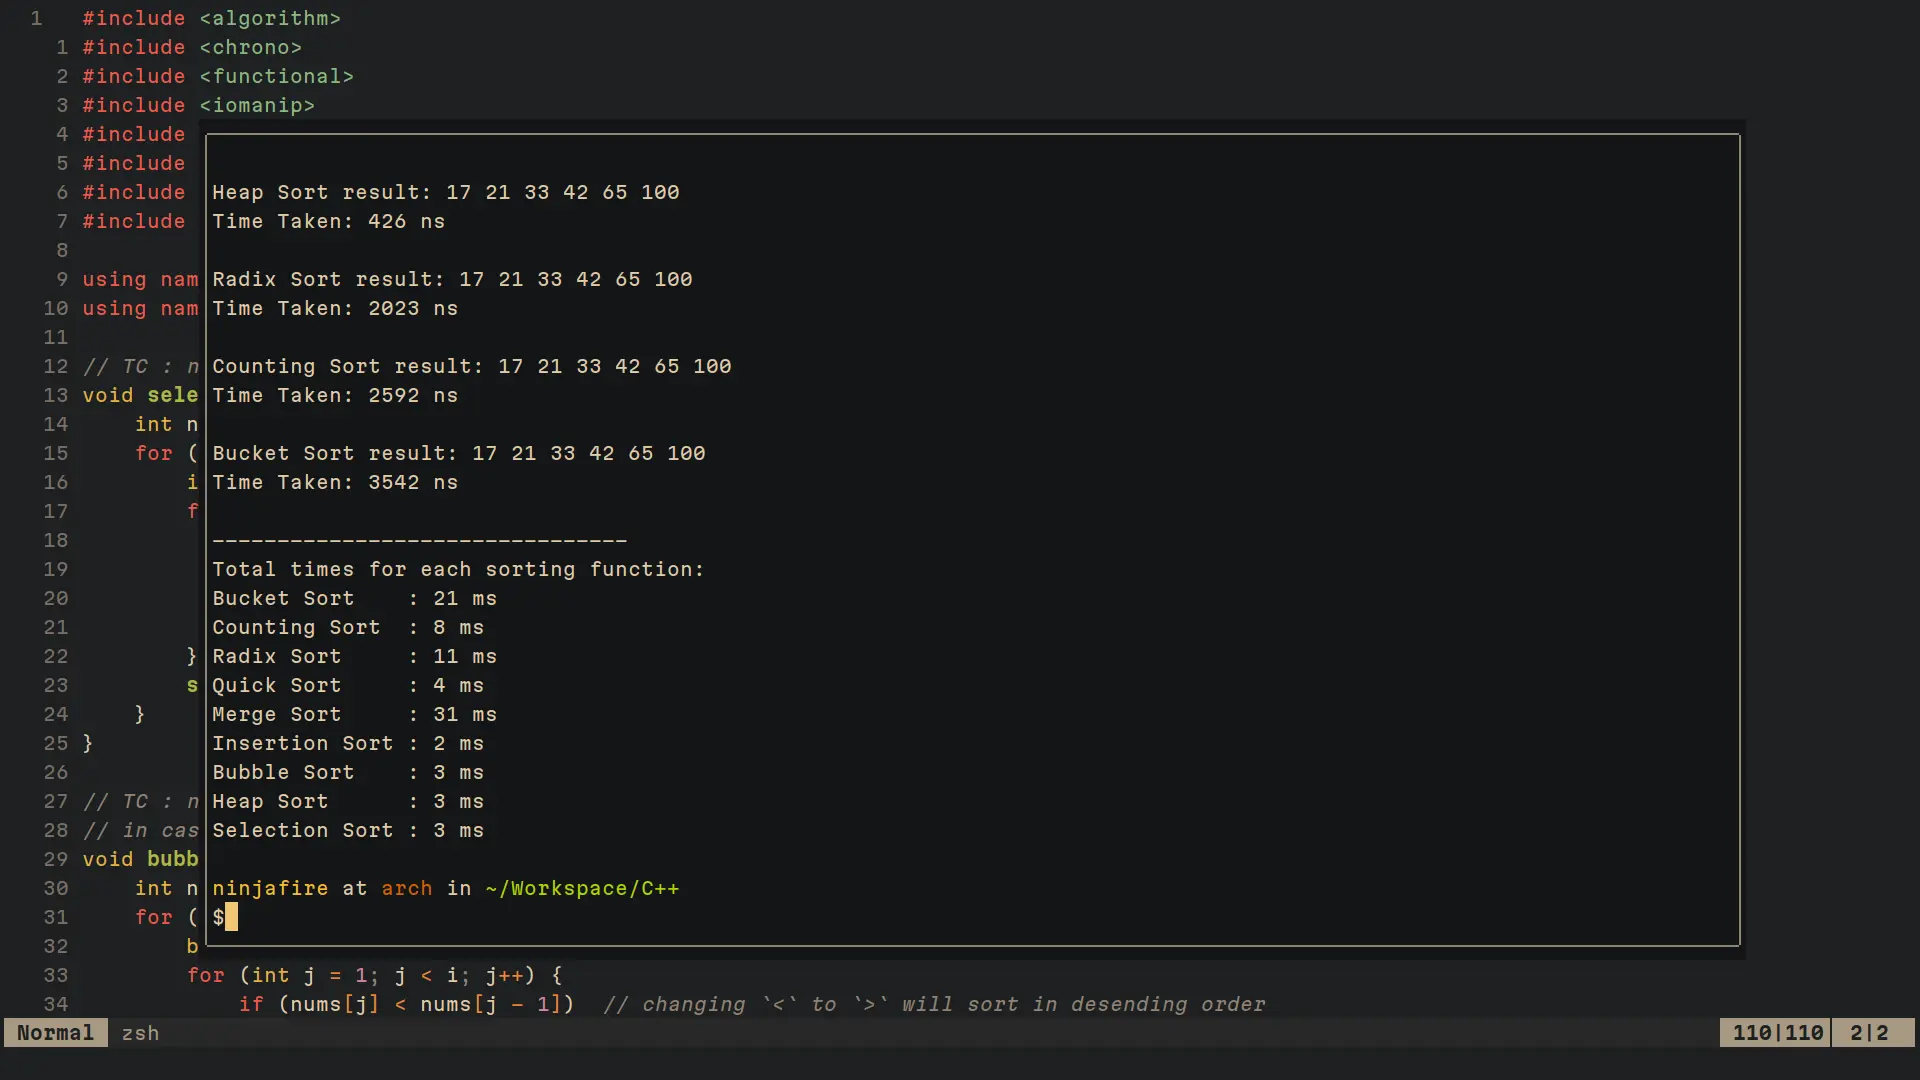 1 #include <algorithm>
1 #include <chrono>
2 #include <functional>
3 #include <iomanip>
4 #include
5 #include
6 #include
7 #include
8
9 using nam
10 using nam
11
12 // TC : n
13 void sele
14 int n
15 for (
16 i
17 f
18
19
20
21
22 }
23 s
24 }
25 }
26
27 // TC : n
28 // in cas
29 void bubb
30 int n
31 for (
32 b
Heap Sort result: 17 21 33 42 65 100
Time Taken: 426 ns
Radix Sort result: 17 21 33 42 65 100
Time Taken: 2023 ns
Counting Sort result: 17 21 33 42 65 100
Time Taken: 2592 ns
Bucket Sort result: 17 21 33 42 65 100
Time Taken: 3542 ns
--------------------------------
Total times for each sorting function:
Bucket Sort    : 21 ms
Counting Sort  : 8 ms
Radix Sort     : 11 ms
Quick Sort     : 4 ms
Merge Sort     : 31 ms
Insertion Sort : 2 ms
Bubble Sort    : 3 ms
Heap Sort      : 3 ms
Selection Sort : 3 ms
ninjafire at arch in ~/Workspace/C++
$
33 for (int j = 1; j < i; j++) {
34 if (nums[j] < nums[j - 1])  // changing `<` to `>` will sort in desending order
Normal zsh 110|110 2|2